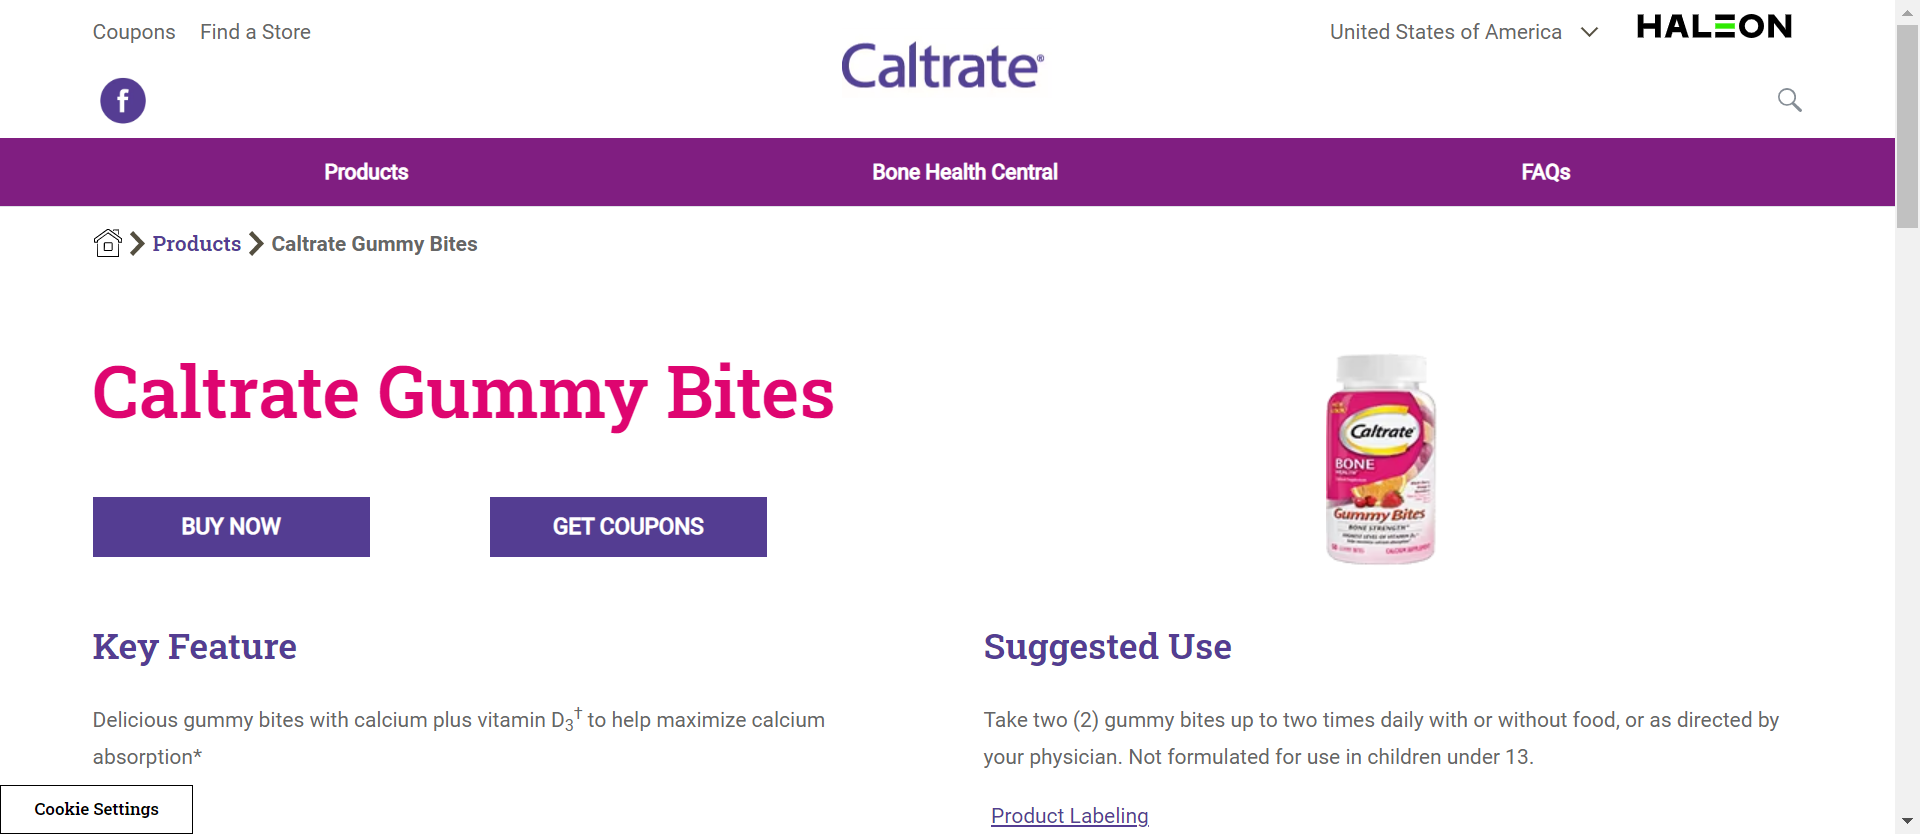 Coupons Find a Store
United States of America
HALEON
Caltrate®
f
Products
Bone Health Central
FAQs
Products
Caltrate Gummy Bites
Caltrate Gummy Bites
BUY NOW
GET COUPONS
Caltrate
BONE
Gummy Bites
BONE STRENGTH
Key Feature
Delicious gummy bites with calcium plus vitamin D3† to help maximize calcium
absorption*
Suggested Use
Take two (2) gummy bites up to two times daily with or without food, or as directed by
your physician. Not formulated for use in children under 13.
Product Labeling
Cookie Settings